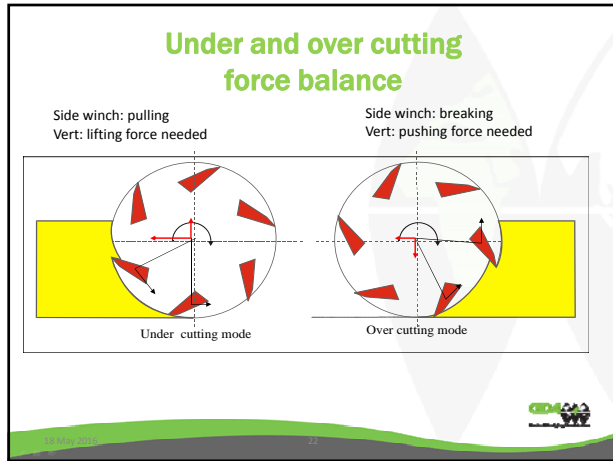 Under and over cutting
force balance
Side winch: pulling
Vert: lifting force needed
Side winch: breaking
Vert: pushing force needed
Under cutting mode
Over cutting mode
18 May 2016
22